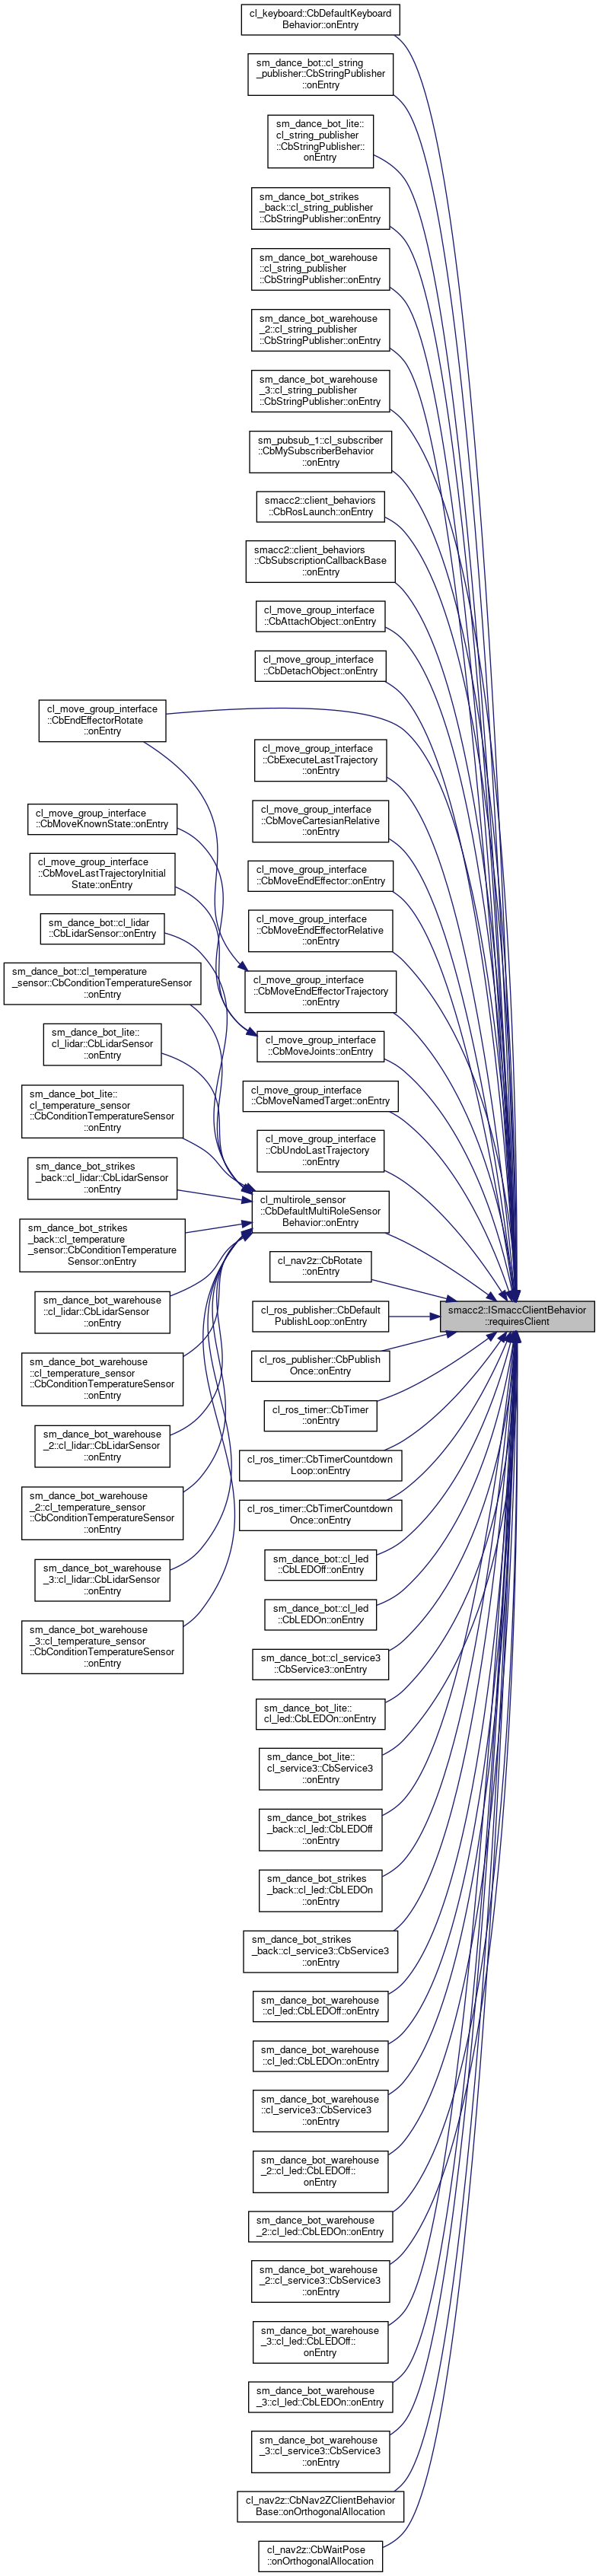 cl_keyboard::CbDefaultKeyboard
Behavior::onEntry
sm_dance_bot::cl_string
_publisher::CbStringPublisher
::onEntry
sm_dance_bot_lite::
cl_string_publisher
::CbStringPublisher::
onEntry
sm_dance_bot_strikes
_back::cl_string_publisher
::CbStringPublisher::onEntry
sm_dance_bot_warehouse
::cl_string_publisher
::CbStringPublisher::onEntry
sm_dance_bot_warehouse
_2::cl_string_publisher
::CbStringPublisher::onEntry
sm_dance_bot_warehouse
_3::cl_string_publisher
::CbStringPublisher::onEntry
sm_pubsub_1::cl_subscriber
::CbMySubscriberBehavior
::onEntry
smacc2::client_behaviors
::CbRosLaunch::onEntry
smacc2::client_behaviors
::CbSubscriptionCallbackBase
::onEntry
cl_move_group_interface
::CbAttachObject::onEntry
cl_move_group_interface
::CbDetachObject::onEntry
cl_move_group_interface
::CbEndEffectorRotate
::onEntry
cl_move_group_interface
::CbExecuteLastTrajectory
::onEntry
cl_move_group_interface
::CbMoveCartesianRelative
::onEntry
cl_move_group_interface
::CbMoveKnownState::onEntry
cl_move_group_interface
::CbMoveLastTrajectoryInitial
State::onEntry
cl_move_group_interface
::CbMoveEndEffector::onEntry
cl_move_group_interface
::CbMoveEndEffectorRelative
::onEntry
sm_dance_bot::cl_lidar
::CbLidarSensor::onEntry
sm_dance_bot::cl_temperature
_sensor::CbConditionTemperatureSensor
::onEntry
cl_move_group_interface
::CbMoveEndEffectorTrajectory
::onEntry
sm_dance_bot_lite::
cl_lidar::CbLidarSensor
::onEntry
cl_move_group_interface
::CbMoveJoints::onEntry
sm_dance_bot_lite::
cl_temperature_sensor
::CbConditionTemperatureSensor
::onEntry
cl_move_group_interface
::CbMoveNamedTarget::onEntry
cl_move_group_interface
::CbUndoLastTrajectory
::onEntry
sm_dance_bot_strikes
_back::cl_lidar::CbLidarSensor
::onEntry
cl_multirole_sensor
::CbDefaultMultiRoleSensor
Behavior::onEntry
sm_dance_bot_strikes
_back::cl_temperature
_sensor::CbConditionTemperature
Sensor::onEntry
cl_nav2z::CbRotate
::onEntry
sm_dance_bot_warehouse
::cl_lidar::CbLidarSensor
::onEntry
cl_ros_publisher::CbDefault
PublishLoop::onEntry
smacc2::ISmaccClientBehavior
::requiresClient
sm_dance_bot_warehouse
::cl_temperature_sensor
::CbConditionTemperatureSensor
::onEntry
cl_ros_publisher::CbPublish
Once::onEntry
cl_ros_timer::CbTimer
::onEntry
sm_dance_bot_warehouse
_2::cl_lidar::CbLidarSensor
::onEntry
cl_ros_timer::CbTimerCountdown
Loop::onEntry
sm_dance_bot_warehouse
_2::cl_temperature_sensor
::CbConditionTemperatureSensor
::onEntry
cl_ros_timer::CbTimerCountdown
Once::onEntry
sm_dance_bot_warehouse
_3::cl_lidar::CbLidarSensor
::onEntry
sm_dance_bot::cl_led
::CbLEDOff::onEntry
sm_dance_bot::cl_led
::CbLEDOn::onEntry
sm_dance_bot_warehouse
_3::cl_temperature_sensor
::CbConditionTemperatureSensor
::onEntry
sm_dance_bot::cl_service3
::CbService3::onEntry
sm_dance_bot_lite::
cl_led::CbLEDOn::onEntry
sm_dance_bot_lite::
cl_service3::CbService3
::onEntry
sm_dance_bot_strikes
_back::cl_led::CbLEDOff
::onEntry
sm_dance_bot_strikes
_back::cl_led::CbLEDOn
::onEntry
sm_dance_bot_strikes
_back::cl_service3::CbService3
::onEntry
sm_dance_bot_warehouse
::cl_led::CbLEDOff::onEntry
sm_dance_bot_warehouse
::cl_led::CbLEDOn::onEntry
sm_dance_bot_warehouse
::cl_service3::CbService3
::onEntry
sm_dance_bot_warehouse
_2::cl_led::CbLEDOff::
onEntry
sm_dance_bot_warehouse
_2::cl_led::CbLEDOn::onEntry
sm_dance_bot_warehouse
_2::cl_service3::CbService3
::onEntry
sm_dance_bot_warehouse
_3::cl_led::CbLEDOff::
onEntry
sm_dance_bot_warehouse
_3::cl_led::CbLEDOn::onEntry
sm_dance_bot_warehouse
_3::cl_service3::CbService3
::onEntry
cl_nav2z::CbNav2ZClientBehavior
Base::onOrthogonalAllocation
cl_nav2z::CbWaitPose
::onOrthogonalAllocation